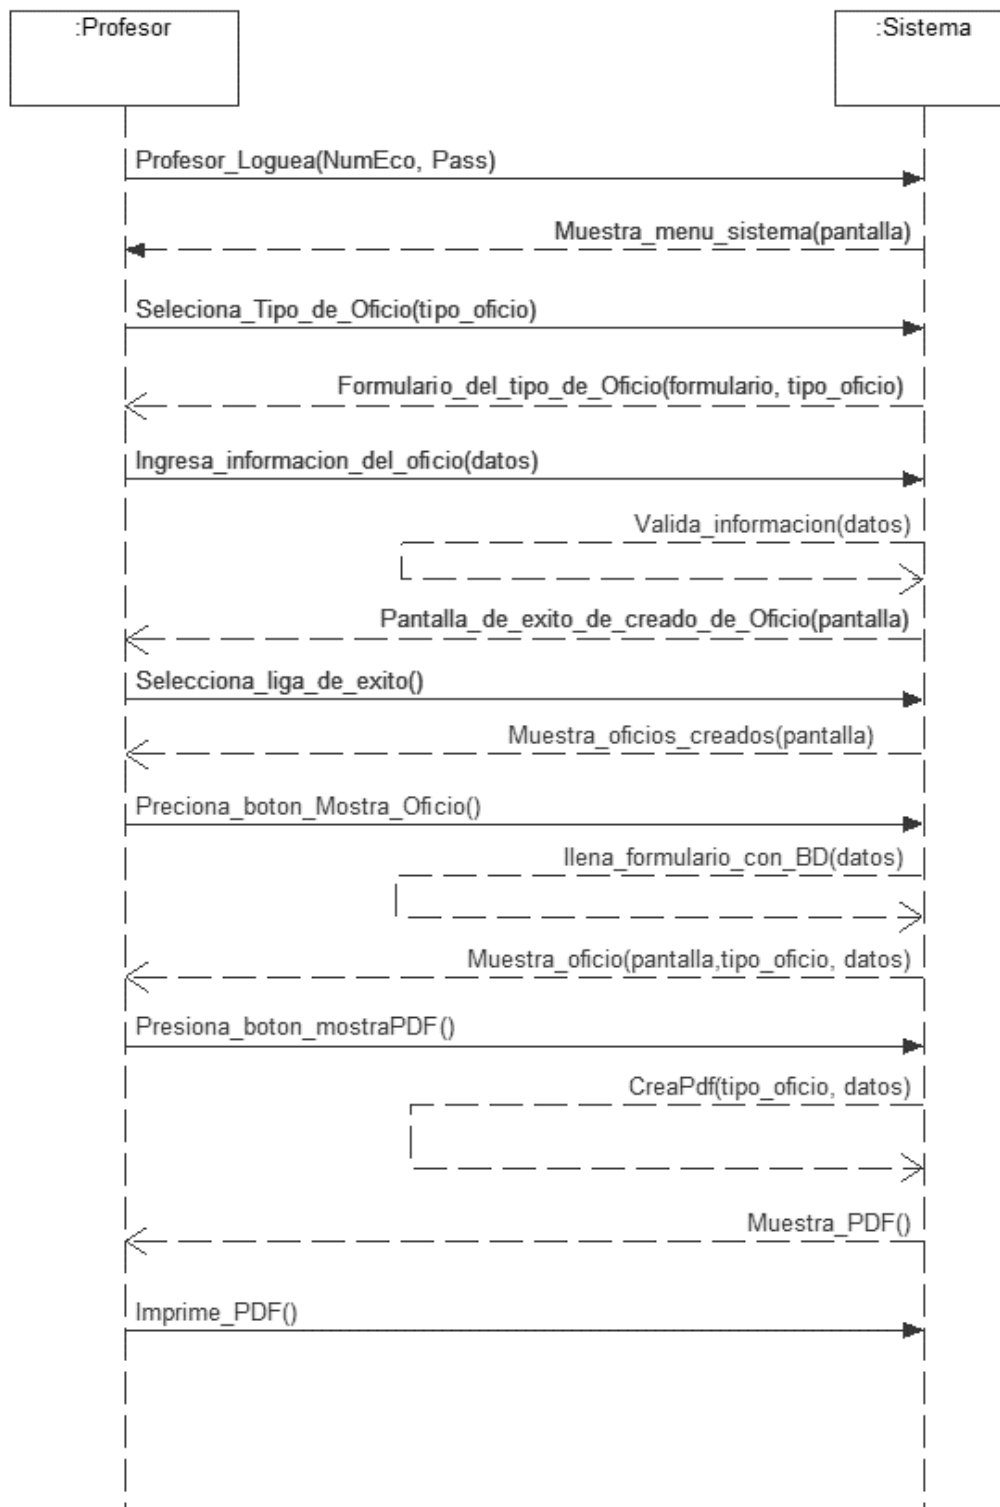 :Profesor
:Sistema
Profesor_Loguea(NumEco, Pass)
Muestra_menu_sistema(pantalla)
Seleciona_Tipo_de_Oficio(tipo_oficio)
Formulario_del_tipo_de_Oficio(formulario, tipo_oficio)
Ingresa_informacion_del_oficio(datos)
Valida_informacion(datos)
Pantalla_de_exito_de_creado_de_Oficio(pantalla)
Selecciona_liga_de_exito()
Muestra_oficios_creados(pantalla)
Preciona_boton_Mostra_Oficio()
llena_formulario_con_BD(datos)
Muestra_oficio(pantalla,tipo_oficio, datos)
Presiona_boton_mostraPDF()
CreaPdf(tipo_oficio, datos)
Muestra_PDF()
Imprime_PDF()